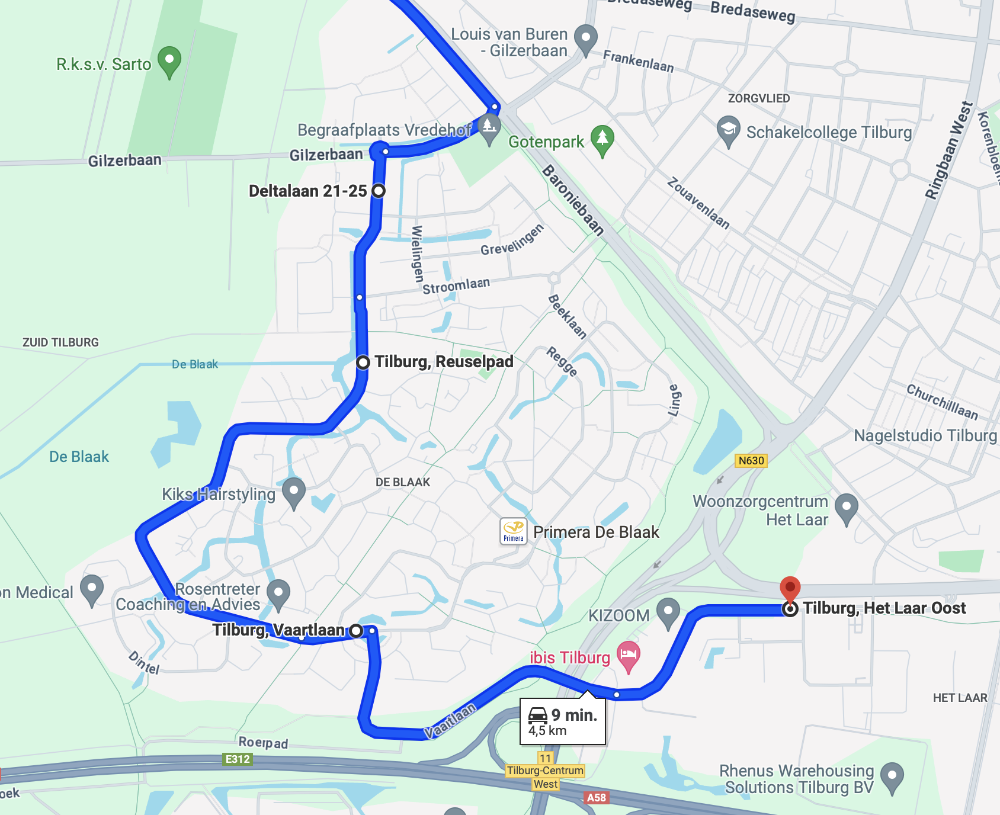 Bredaseweg
Bredaseweg
Louis van Buren
- Gilzerbaan
Frankenlaan
R.k.s.v. Sarto
ZORGVLIED
Ringbaan West
Begraafplaats Vredehof
Gotenpark
Schakelcollege Tilburg
Gilzerbaan
Gilzerbaan
Baroniebaan
Zouavenlaan
Deltalaan 21-25
Wielingen
Grevelingen
Stroomlaan
Beeklaan
ZUID TILBURG
De Blaak
Tilburg, Reuselpad
Regge
Linge
Churchilllaan
Nagelstudio Tilburg
De Blaak
N630
DE BLAAK
Kiks Hairstyling
Woonzorgcentrum
Het Laar
Primera
Primera De Blaak
on Medical
Rosentreter
Coaching en Advies
KIZOOM
Tilburg, Het Laar Oost
Tilburg, Vaartlaan
Dintel
ibis Tilburg
HET LAAR
9 min.
4,5 km
Vaartlaan
Roerpad
E312
11
Tilburg-Centrum
West
Rhenus Warehousing
Solutions Tilburg BV
oek
A58